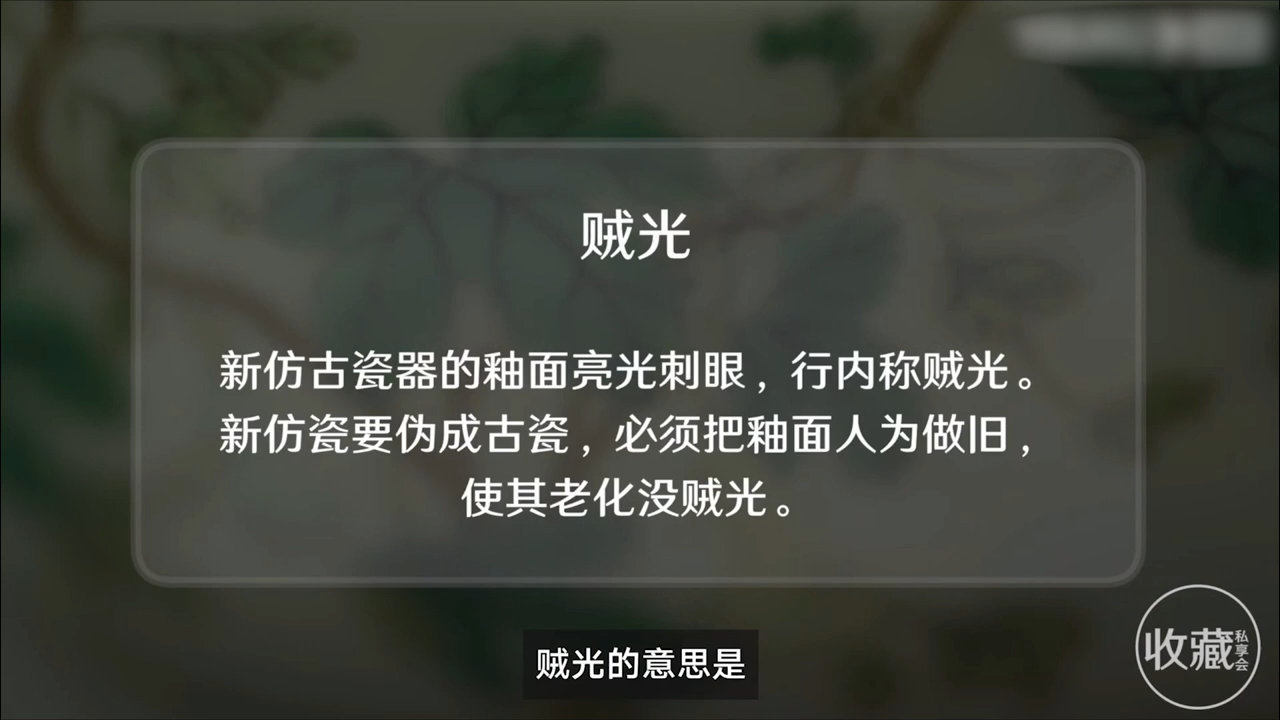 贼光
新仿古瓷器的釉面亮光刺眼，行内称贼光。
新仿瓷要伪成古瓷，必须把釉面人为做旧，
使其老化没贼光。
贼光的意思是
收藏私享会